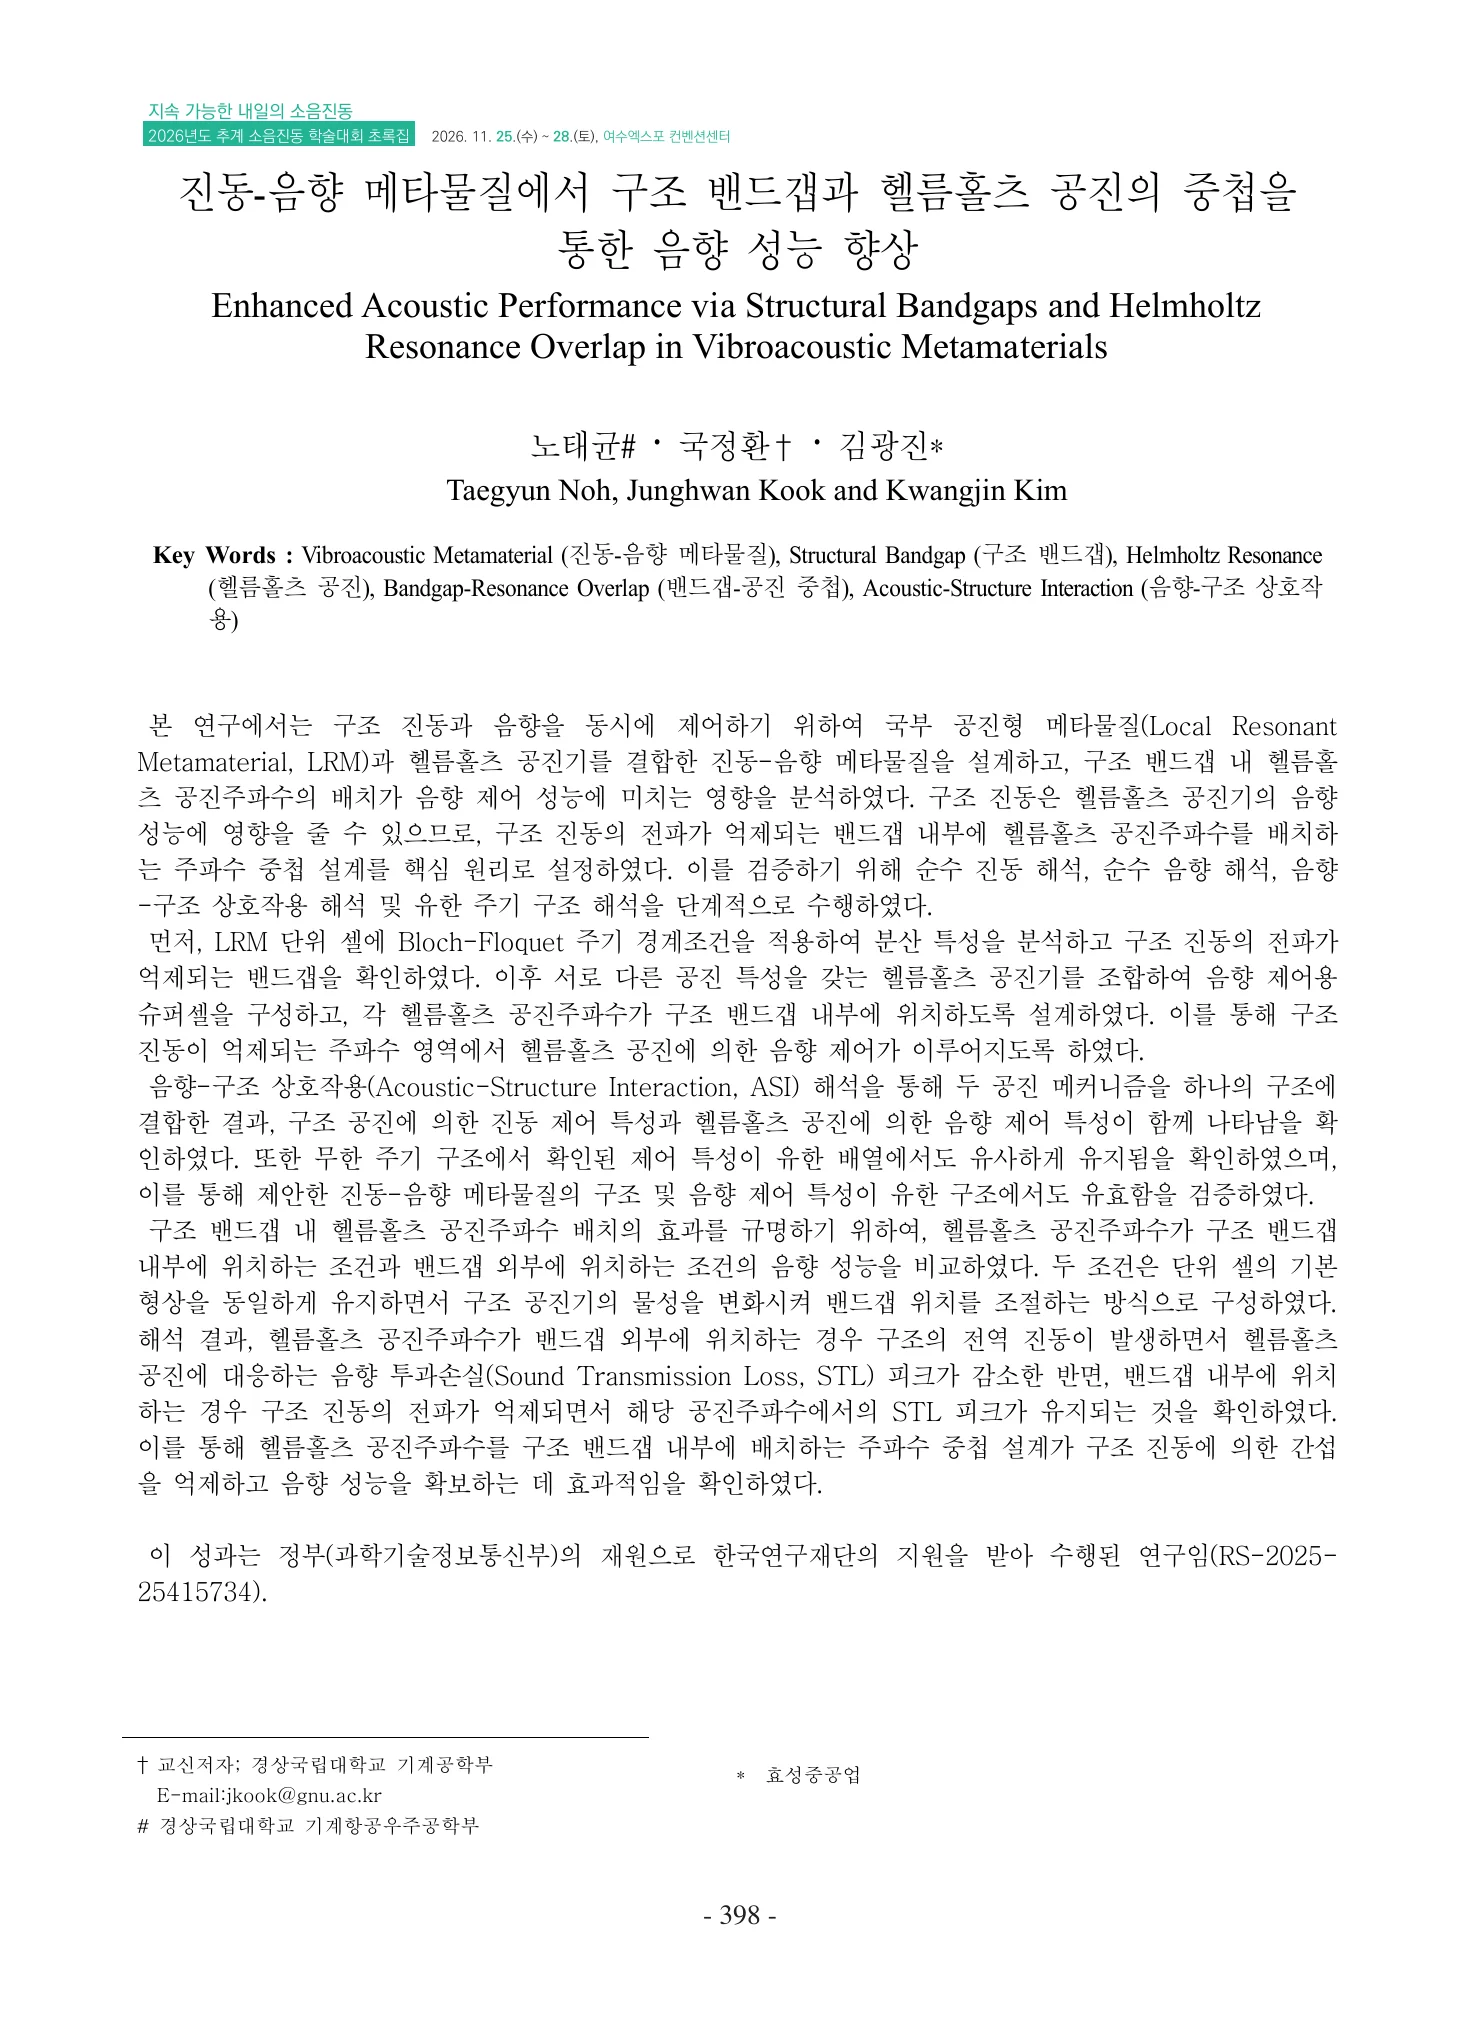 지속 가능한 내일의 소음진동
2026년도 추계 소음진동 학술대회 초록집 2026. 11. 25.(수) ~ 28.(토), 여수엑스포 컨벤션센터
진동-음향 메타물질에서 구조 밴드갭과 헬름홀츠 공진의 중첩을
통한 음향 성능 향상
Enhanced Acoustic Performance via Structural Bandgaps and Helmholtz
Resonance Overlap in Vibroacoustic Metamaterials
노태균# · 국정환† · 김광진*
Taegyun Noh, Junghwan Kook and Kwangjin Kim
Key Words : Vibroacoustic Metamaterial (진동-음향 메타물질), Structural Bandgap (구조 밴드갭), Helmholtz Resonance
(헬름홀츠 공진), Bandgap-Resonance Overlap (밴드갭-공진 중첩), Acoustic-Structure Interaction (음향-구조 상호작
용)
본 연구에서는 구조 진동과 음향을 동시에 제어하기 위하여 국부 공진형 메타물질(Local Resonant
Metamaterial, LRM)과 헬름홀츠 공진기를 결합한 진동-음향 메타물질을 설계하고, 구조 밴드갭 내 헬름홀
츠 공진주파수의 배치가 음향 제어 성능에 미치는 영향을 분석하였다. 구조 진동은 헬름홀츠 공진기의 음향
성능에 영향을 줄 수 있으므로, 구조 진동의 전파가 억제되는 밴드갭 내부에 헬름홀츠 공진주파수를 배치하
는 주파수 중첩 설계를 핵심 원리로 설정하였다. 이를 검증하기 위해 순수 진동 해석, 순수 음향 해석, 음향
-구조 상호작용 해석 및 유한 주기 구조 해석을 단계적으로 수행하였다.
먼저, LRM 단위 셀에 Bloch-Floquet 주기 경계조건을 적용하여 분산 특성을 분석하고 구조 진동의 전파가
억제되는 밴드갭을 확인하였다. 이후 서로 다른 공진 특성을 갖는 헬름홀츠 공진기를 조합하여 음향 제어용
슈퍼셀을 구성하고, 각 헬름홀츠 공진주파수가 구조 밴드갭 내부에 위치하도록 설계하였다. 이를 통해 구조
진동이 억제되는 주파수 영역에서 헬름홀츠 공진에 의한 음향 제어가 이루어지도록 하였다.
음향-구조 상호작용(Acoustic-Structure Interaction, ASI) 해석을 통해 두 공진 메커니즘을 하나의 구조에
결합한 결과, 구조 공진에 의한 진동 제어 특성과 헬름홀츠 공진에 의한 음향 제어 특성이 함께 나타남을 확
인하였다. 또한 무한 주기 구조에서 확인된 제어 특성이 유한 배열에서도 유사하게 유지됨을 확인하였으며,
이를 통해 제안한 진동-음향 메타물질의 구조 및 음향 제어 특성이 유한 구조에서도 유효함을 검증하였다.
구조 밴드갭 내 헬름홀츠 공진주파수 배치의 효과를 규명하기 위하여, 헬름홀츠 공진주파수가 구조 밴드갭
내부에 위치하는 조건과 밴드갭 외부에 위치하는 조건의 음향 성능을 비교하였다. 두 조건은 단위 셀의 기본
형상을 동일하게 유지하면서 구조 공진기의 물성을 변화시켜 밴드갭 위치를 조절하는 방식으로 구성하였다.
해석 결과, 헬름홀츠 공진주파수가 밴드갭 외부에 위치하는 경우 구조의 전역 진동이 발생하면서 헬름홀츠
공진에 대응하는 음향 투과손실(Sound Transmission Loss, STL) 피크가 감소한 반면, 밴드갭 내부에 위치
하는 경우 구조 진동의 전파가 억제되면서 해당 공진주파수에서의 STL 피크가 유지되는 것을 확인하였다.
이를 통해 헬름홀츠 공진주파수를 구조 밴드갭 내부에 배치하는 주파수 중첩 설계가 구조 진동에 의한 간섭
을 억제하고 음향 성능을 확보하는 데 효과적임을 확인하였다.
이 성과는 정부(과학기술정보통신부)의 재원으로 한국연구재단의 지원을 받아 수행된 연구임(RS-2025-
25415734).
† 교신저자; 경상국립대학교 기계공학부
E-mail:jkook@gnu.ac.kr
# 경상국립대학교 기계항공우주공학부
* 효성중공업
- 398 -